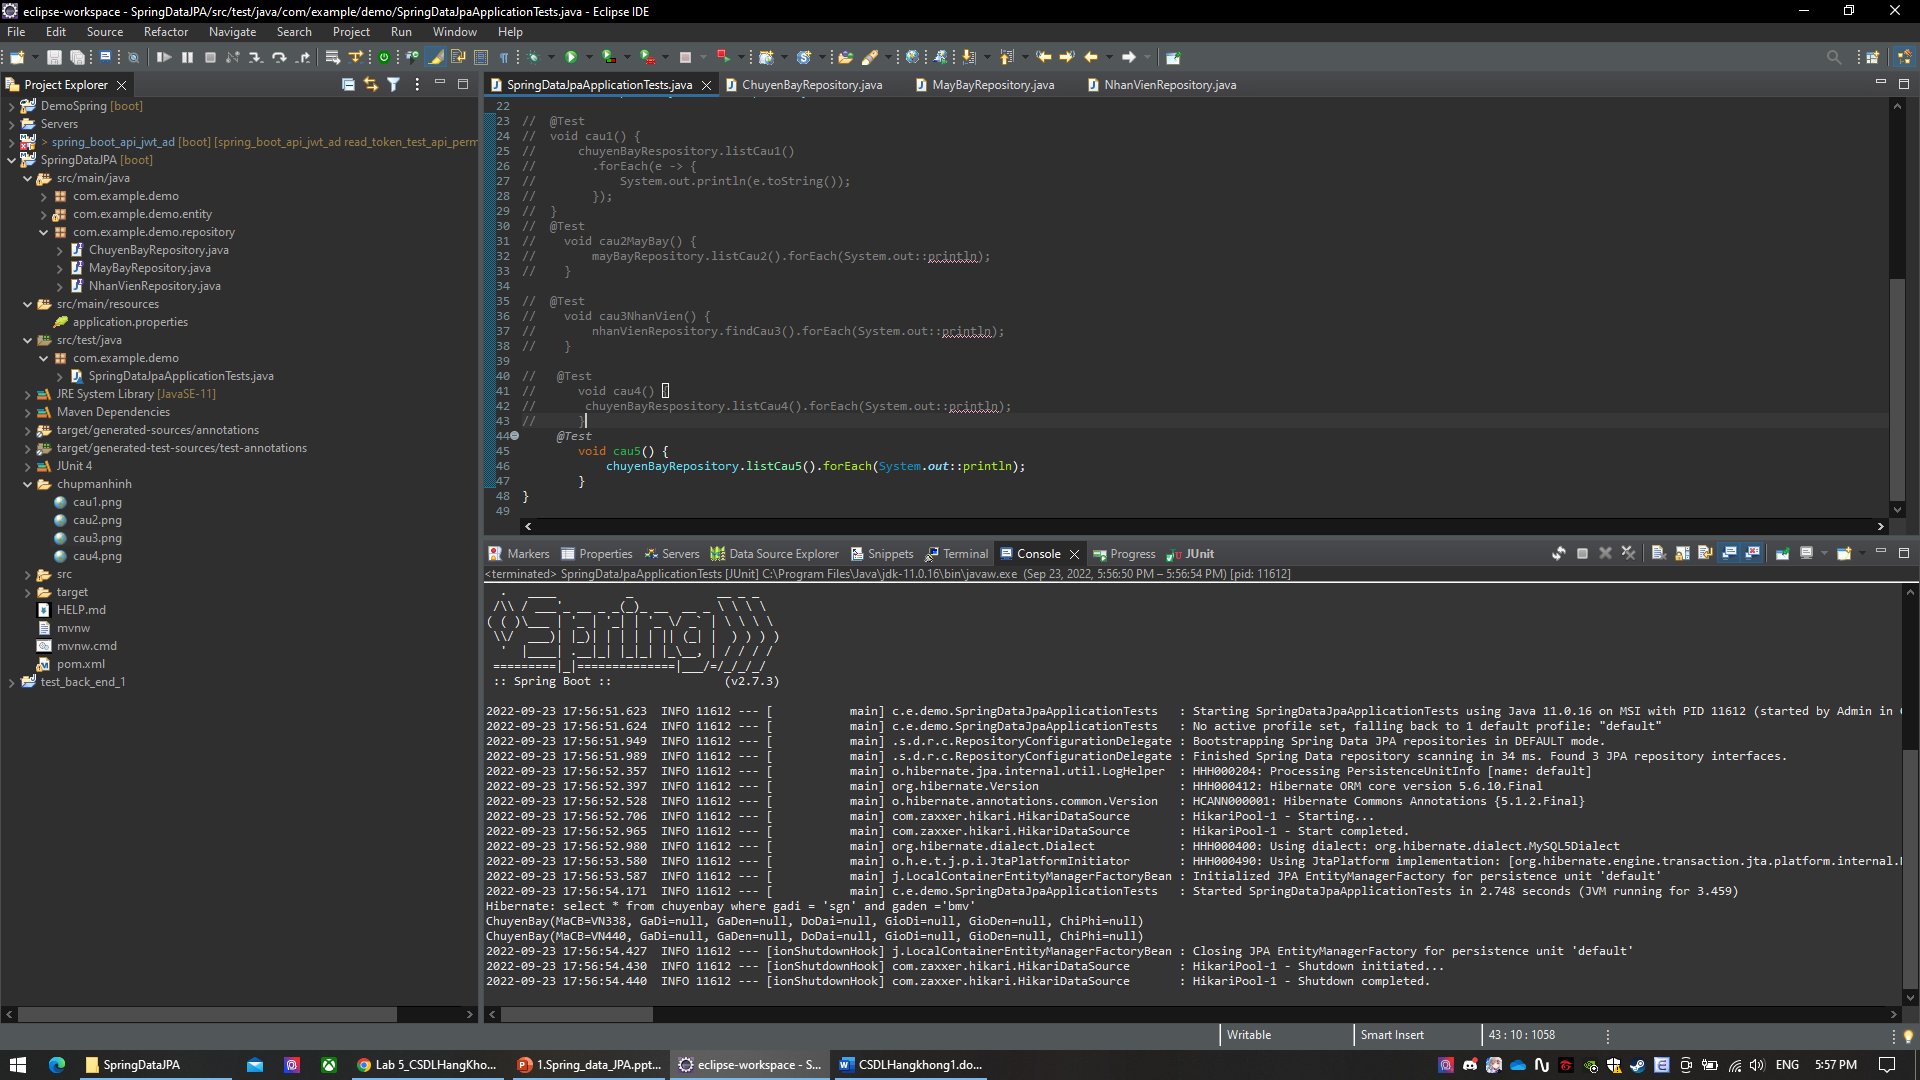 eclipse-workspace - SpringDataJPA/src/test/java/com/example/demo/SpringDataJpaApplicationTests.java - Eclipse IDE
File Edit Source Refactor Navigate Search Project Run Window Help
Project Explorer
DemoSpring [boot]
Servers
> spring_boot_api_jwt_ad [boot] [spring_boot_api_jwt_ad read_token_test_api_perm
SpringDataJPA [boot]
src/main/java
com.example.demo
com.example.demo.entity
com.example.demo.repository
ChuyenBayRepository.java
MayBayRepository.java
NhanVienRepository.java
src/main/resources
application.properties
src/test/java
com.example.demo
SpringDataJpaApplicationTests.java
JRE System Library [JavaSE-11]
Maven Dependencies
target/generated-sources/annotations
target/generated-test-sources/test-annotations
JUnit 4
chupmanhinh
cau1.png
cau2.png
cau3.png
cau4.png
src
target
HELP.md
mvnw
mvnw.cmd
pom.xml
test_back_end_1
SpringDataJpaApplicationTests.java ChuyenBayRepository.java MayBayRepository.java NhanVienRepository.java
22
23 // @Test
24 // void cau1() {
25 // chuyenBayRespository.listCau1()
26 // .forEach(e -> {
27 // System.out.println(e.toString());
28 // });
29 // }
30 // @Test
31 // void cau2MayBay() {
32 // mayBayRepository.listCau2().forEach(System.out::println);
33 // }
34
35 // @Test
36 // void cau3NhanVien() {
37 // nhanVienRepository.findCau3().forEach(System.out::println);
38 // }
39
40 // @Test
41 // void cau4() {
42 // chuyenBayRespository.listCau4().forEach(System.out::println);
43 // }
44 @Test
45 void cau5() {
46 chuyenBayRepository.listCau5().forEach(System.out::println);
47 }
48 }
49
Markers Properties Servers Data Source Explorer Snippets Terminal Console Progress JUnit
<terminated> SpringDataJpaApplicationTests [JUnit] C:\Program Files\Java\jdk-11.0.16\bin\javaw.exe (Sep 23, 2022, 5:56:50 PM – 5:56:54 PM) [pid: 11612]
Spring
:: Spring Boot :: (v2.7.3)
2022-09-23 17:56:51.623 INFO 11612 --- [ main] c.e.demo.SpringDataJpaApplicationTests : Starting SpringDataJpaApplicationTests using Java 11.0.16 on MSI with PID 11612 (started by Admin in
2022-09-23 17:56:51.624 INFO 11612 --- [ main] c.e.demo.SpringDataJpaApplicationTests : No active profile set, falling back to 1 default profile: "default"
2022-09-23 17:56:51.949 INFO 11612 --- [ main] .s.d.r.c.RepositoryConfigurationDelegate : Bootstrapping Spring Data JPA repositories in DEFAULT mode.
2022-09-23 17:56:51.989 INFO 11612 --- [ main] .s.d.r.c.RepositoryConfigurationDelegate : Finished Spring Data repository scanning in 34 ms. Found 3 JPA repository interfaces.
2022-09-23 17:56:52.357 INFO 11612 --- [ main] o.hibernate.jpa.internal.util.LogHelper : HHH000204: Processing PersistenceUnitInfo [name: default]
2022-09-23 17:56:52.397 INFO 11612 --- [ main] org.hibernate.Version : HHH000412: Hibernate ORM core version 5.6.10.Final
2022-09-23 17:56:52.528 INFO 11612 --- [ main] o.hibernate.annotations.common.Version : HCANN000001: Hibernate Commons Annotations {5.1.2.Final}
2022-09-23 17:56:52.706 INFO 11612 --- [ main] com.zaxxer.hikari.HikariDataSource : HikariPool-1 - Starting...
2022-09-23 17:56:52.965 INFO 11612 --- [ main] com.zaxxer.hikari.HikariDataSource : HikariPool-1 - Start completed.
2022-09-23 17:56:52.980 INFO 11612 --- [ main] org.hibernate.dialect.Dialect : HHH000400: Using dialect: org.hibernate.dialect.MySQL5Dialect
2022-09-23 17:56:53.580 INFO 11612 --- [ main] o.h.e.t.j.p.i.JtaPlatformInitiator : HHH000490: Using JtaPlatform implementation: [org.hibernate.engine.transaction.jta.platform.internal.
2022-09-23 17:56:53.587 INFO 11612 --- [ main] j.LocalContainerEntityManagerFactoryBean : Initialized JPA EntityManagerFactory for persistence unit 'default'
2022-09-23 17:56:54.171 INFO 11612 --- [ main] c.e.demo.SpringDataJpaApplicationTests : Started SpringDataJpaApplicationTests in 2.748 seconds (JVM running for 3.459)
Hibernate: select * from chuyenbay where gadi = 'sgn' and gaden ='bmv'
ChuyenBay(MaCB=VN338, GaDi=null, GaDen=null, DoDai=null, GioDi=null, GioDen=null, ChiPhi=null)
ChuyenBay(MaCB=VN440, GaDi=null, GaDen=null, DoDai=null, GioDi=null, GioDen=null, ChiPhi=null)
2022-09-23 17:56:54.427 INFO 11612 --- [ionShutdownHook] j.LocalContainerEntityManagerFactoryBean : Closing JPA EntityManagerFactory for persistence unit 'default'
2022-09-23 17:56:54.430 INFO 11612 --- [ionShutdownHook] com.zaxxer.hikari.HikariDataSource : HikariPool-1 - Shutdown initiated...
2022-09-23 17:56:54.440 INFO 11612 --- [ionShutdownHook] com.zaxxer.hikari.HikariDataSource : HikariPool-1 - Shutdown completed.
Writable Smart Insert 43 : 10 : 1058
SpringDataJPA Lab 5_CSDLHangKho... 1.Spring_data_JPA.ppt... eclipse-workspace - S... CSDLHangkhong1.do... ENG 5:57 PM